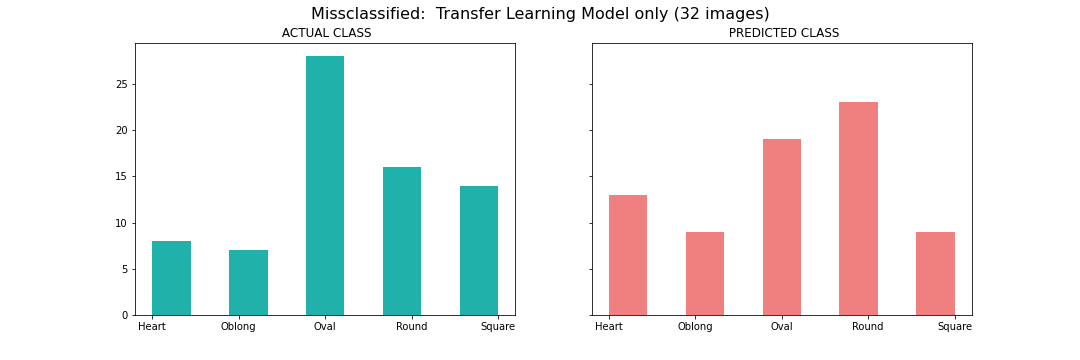 Missclassified:  Transfer Learning Model only (32 images)
ACTUAL CLASS
PREDICTED CLASS
25
20
15
10
5
0
Heart Oblong Oval Round Square
Heart Oblong Oval Round Square